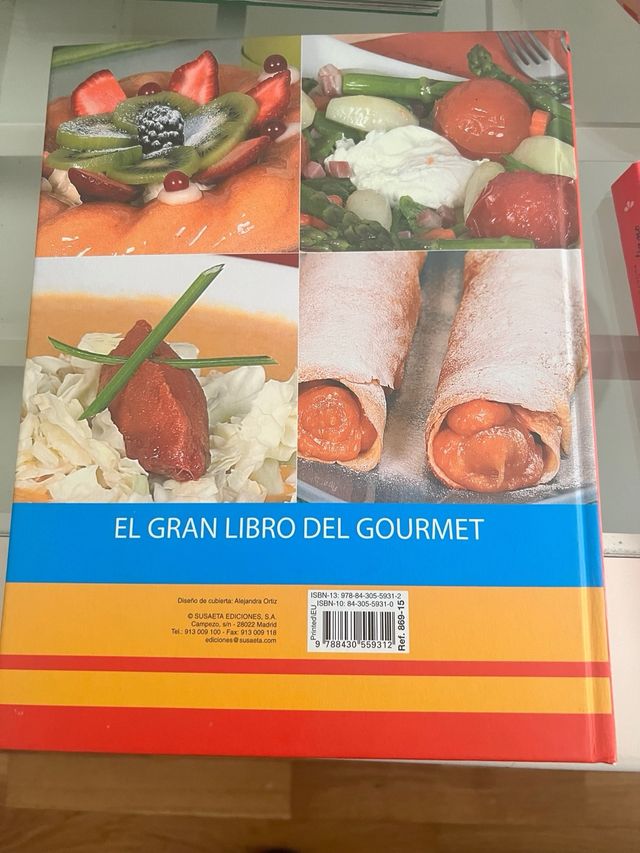 EL GRAN LIBRO DEL GOURMET
Diseño de cubierta: Alejandra Ortiz
© SUSAETA EDICIONES, S.A.
Campezo, s/n - 28022 Madrid
Tel.: 913 009 100 - Fax: 913 009 118
ediciones@susaeta.com
ISBN-13: 978-84-305-5931-2
ISBN-10: 84-305-5931-0
Printed\EU
9 788430 559312
Ref. 869-15